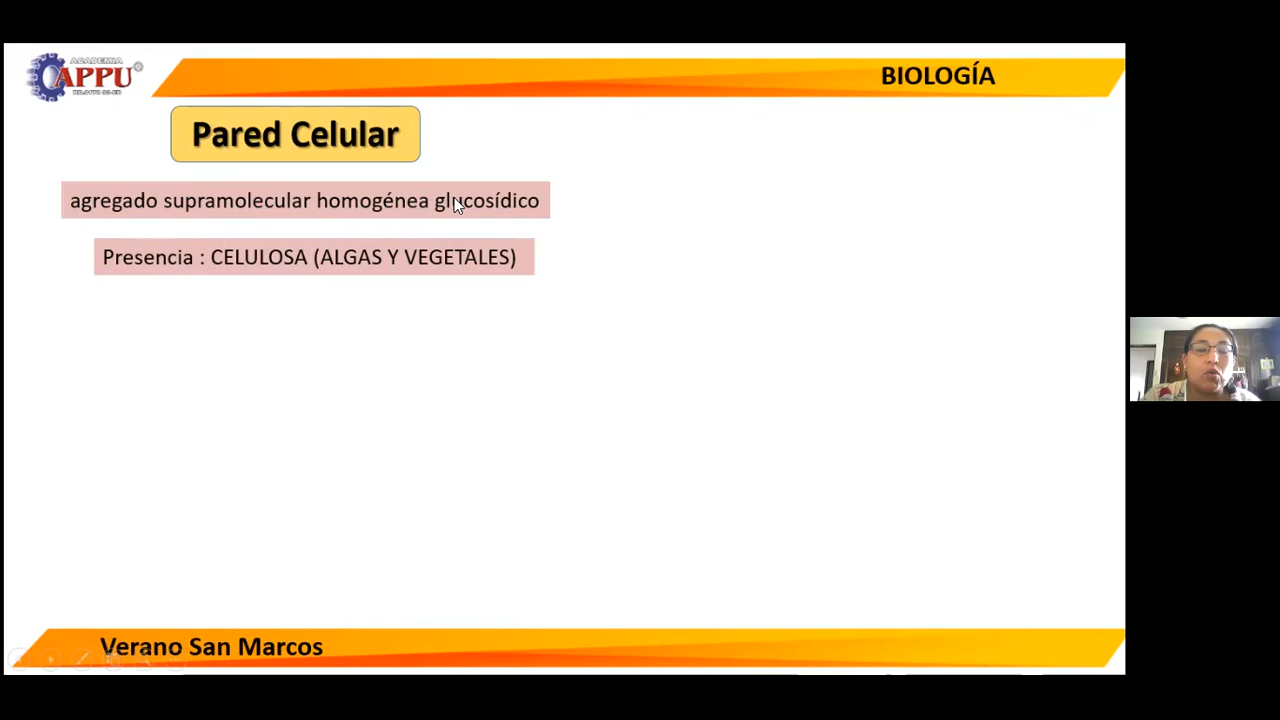 ACADEMIA
APPU
BIOLOGÍA
Pared Celular
agregado supramolecular homogénea glucosídico
Presencia : CELULOSA (ALGAS Y VEGETALES)
Verano San Marcos